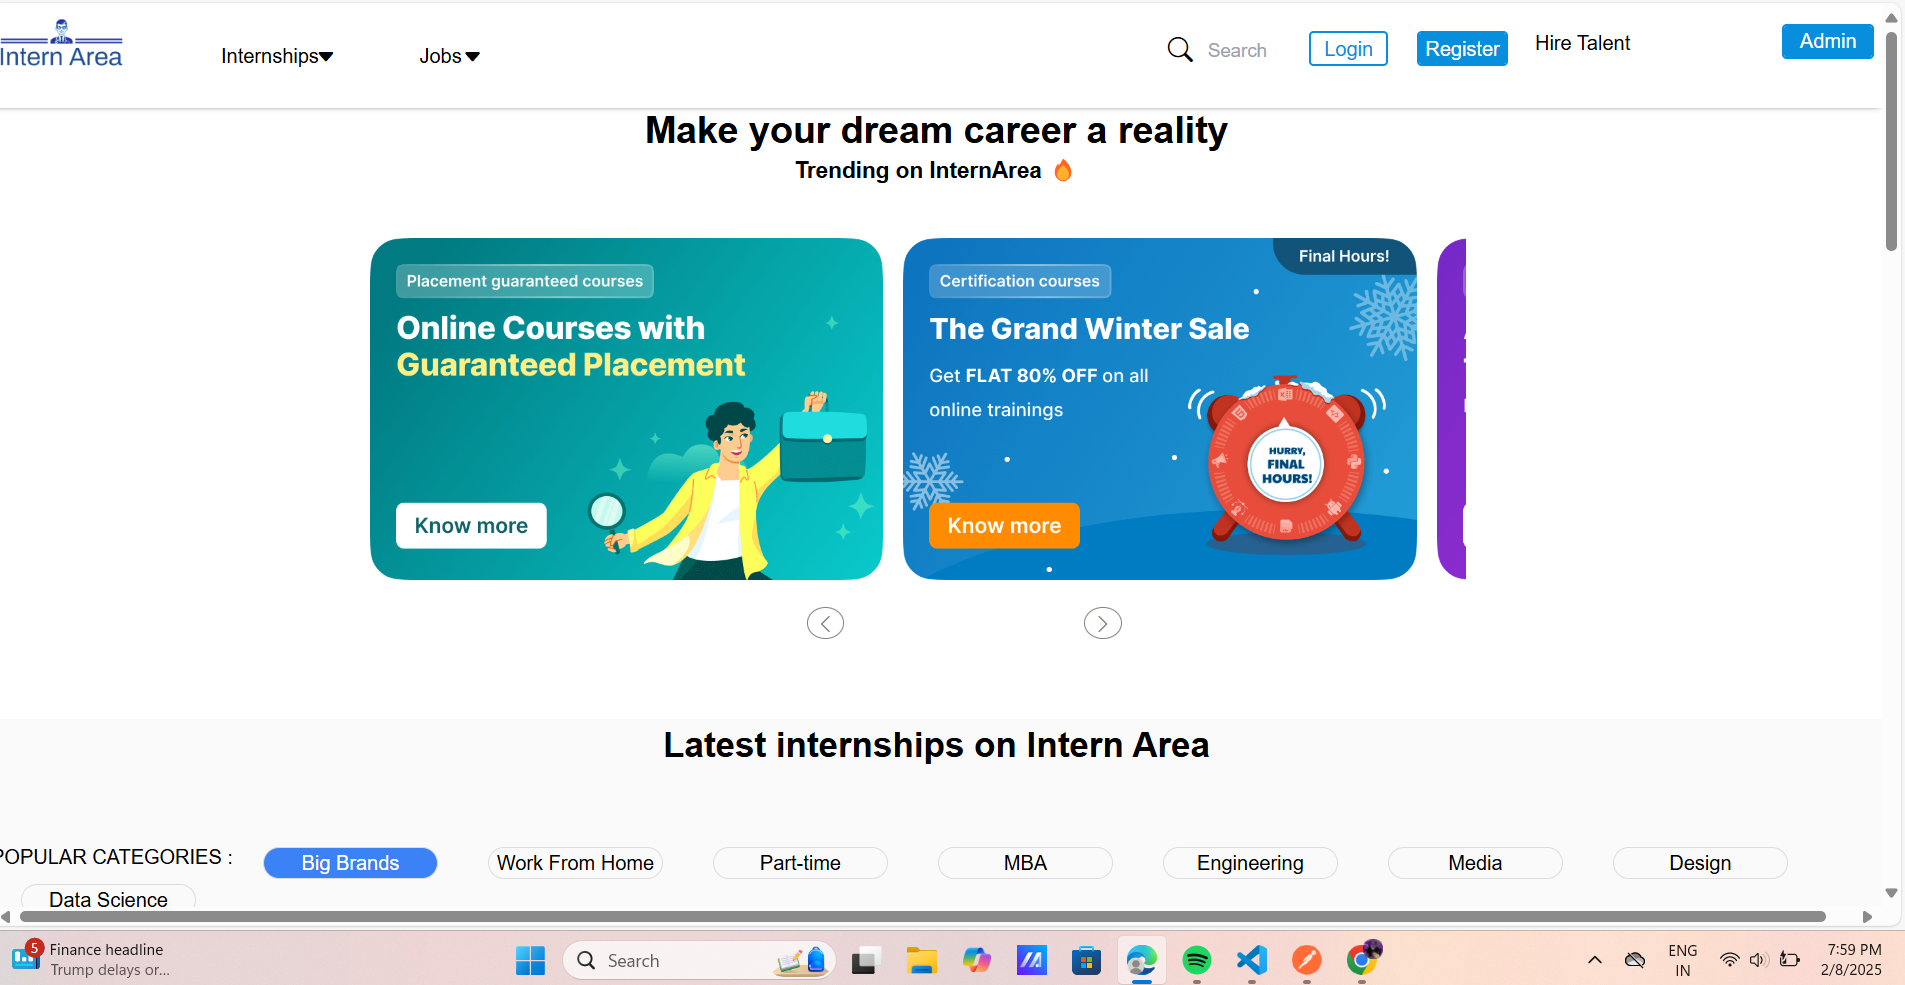 Intern Area
Internships
Jobs
Search
Login
Register
Hire Talent
Admin
Make your dream career a reality
Trending on InternArea
Placement guaranteed courses
Online Courses with
Guaranteed Placement
Know more
Final Hours!
Certification courses
The Grand Winter Sale
Get FLAT 80% OFF on all
online trainings
HURRY,
FINAL
HOURS!
Know more
Latest internships on Intern Area
POPULAR CATEGORIES :
Big Brands
Work From Home
Part-time
MBA
Engineering
Media
Design
Data Science
5
Finance headline
Trump delays or...
Search
ENG
IN
7:59 PM
2/8/2025